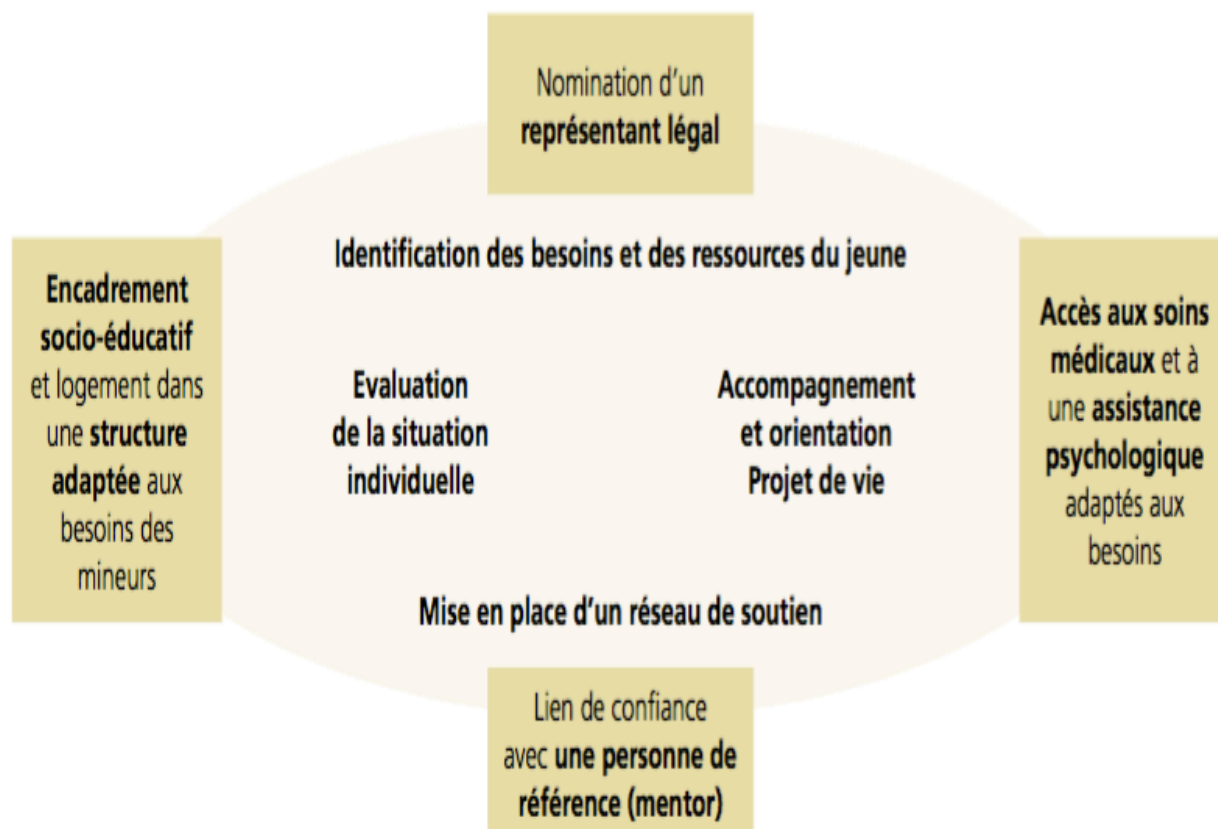 Nomination d'un
représentant légal
Identification des besoins et des ressources du jeune
Encadrement
socio-éducatif
et logement dans
une structure
adaptée aux
besoins des
mineurs
Evaluation
de la situation
individuelle
Accompagnement
et orientation
Projet de vie
Accès aux soins
médicaux et à
une assistance
psychologique
adaptés aux
besoins
Mise en place d'un réseau de soutien
Lien de confiance
avec une personne de
référence (mentor)